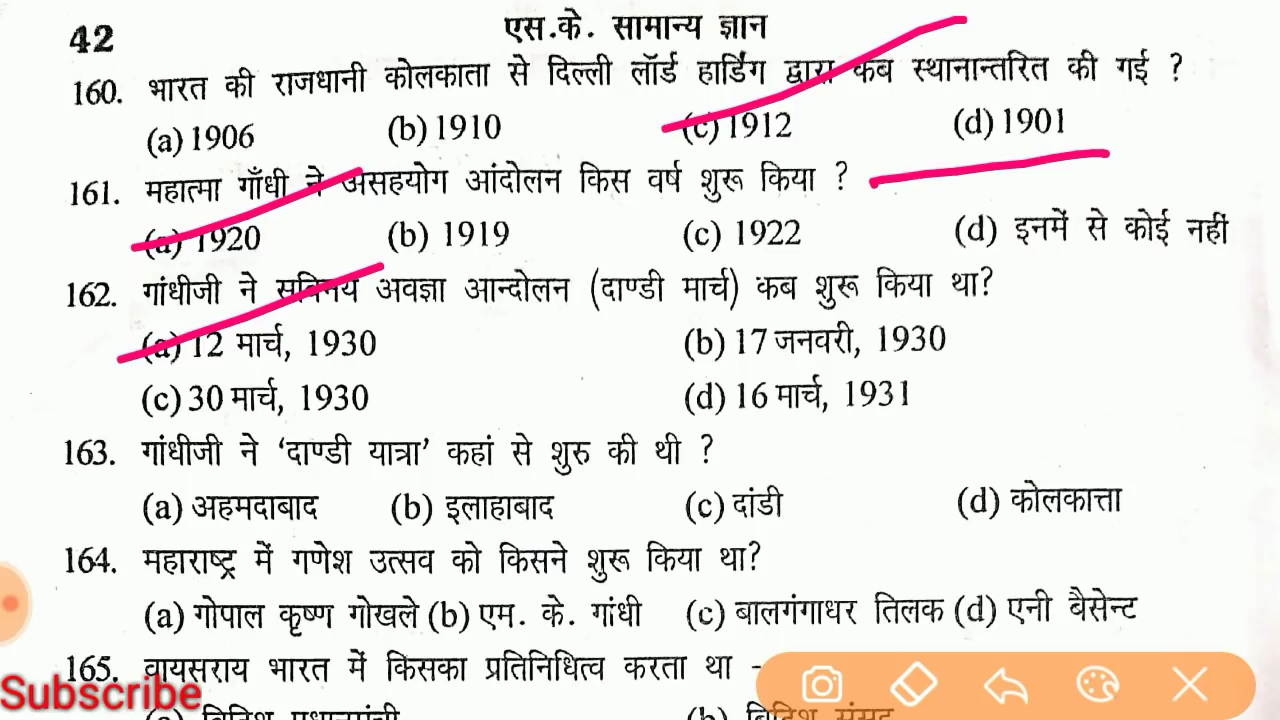 42
एस.के. सामान्य ज्ञान
160. भारत की राजधानी कोलकाता से दिल्ली लॉर्ड हार्डिंग द्वारा कब स्थानान्तरित की गई ?
(a) 1906 (b) 1910 (c) 1912 (d) 1901
161. महात्मा गाँधी ने असहयोग आंदोलन किस वर्ष शुरू किया ?
(a) 1920 (b) 1919 (c) 1922 (d) इनमें से कोई नहीं
162. गांधीजी ने सविनय अवज्ञा आन्दोलन (दाण्डी मार्च) कब शुरू किया था?
(a) 12 मार्च, 1930 (b) 17 जनवरी, 1930
(c) 30 मार्च, 1930 (d) 16 मार्च, 1931
163. गांधीजी ने ‘दाण्डी यात्रा’ कहां से शुरु की थी ?
(a) अहमदाबाद (b) इलाहाबाद (c) दांडी (d) कोलकात्ता
164. महाराष्ट्र में गणेश उत्सव को किसने शुरू किया था?
(a) गोपाल कृष्ण गोखले (b) एम. के. गांधी (c) बालगंगाधर तिलक (d) एनी बैसेन्ट
165. वायसराय भारत में किसका प्रतिनिधित्व करता था -
Subscribe
(a) ब्रिटिश प्रधानमंत्री (b) ब्रिटिश संसद